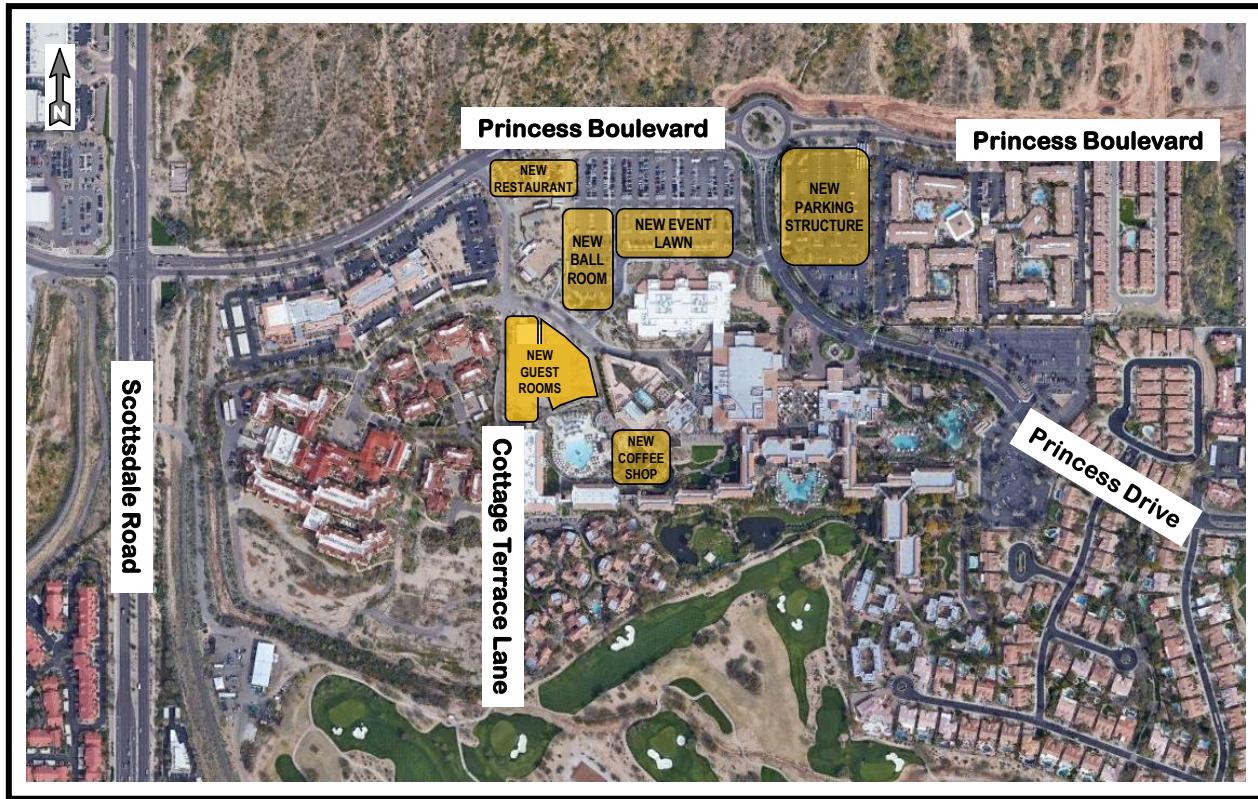 N
Princess Boulevard
Princess Boulevard
NEW
RESTAURANT
NEW
PARKING
STRUCTURE
NEW EVENT
LAWN
NEW
BALL
ROOM
NEW
GUEST
ROOMS
NEW
COFFEE
SHOP
Scottsdale Road
Cottage Terrace Lane
Princess Drive